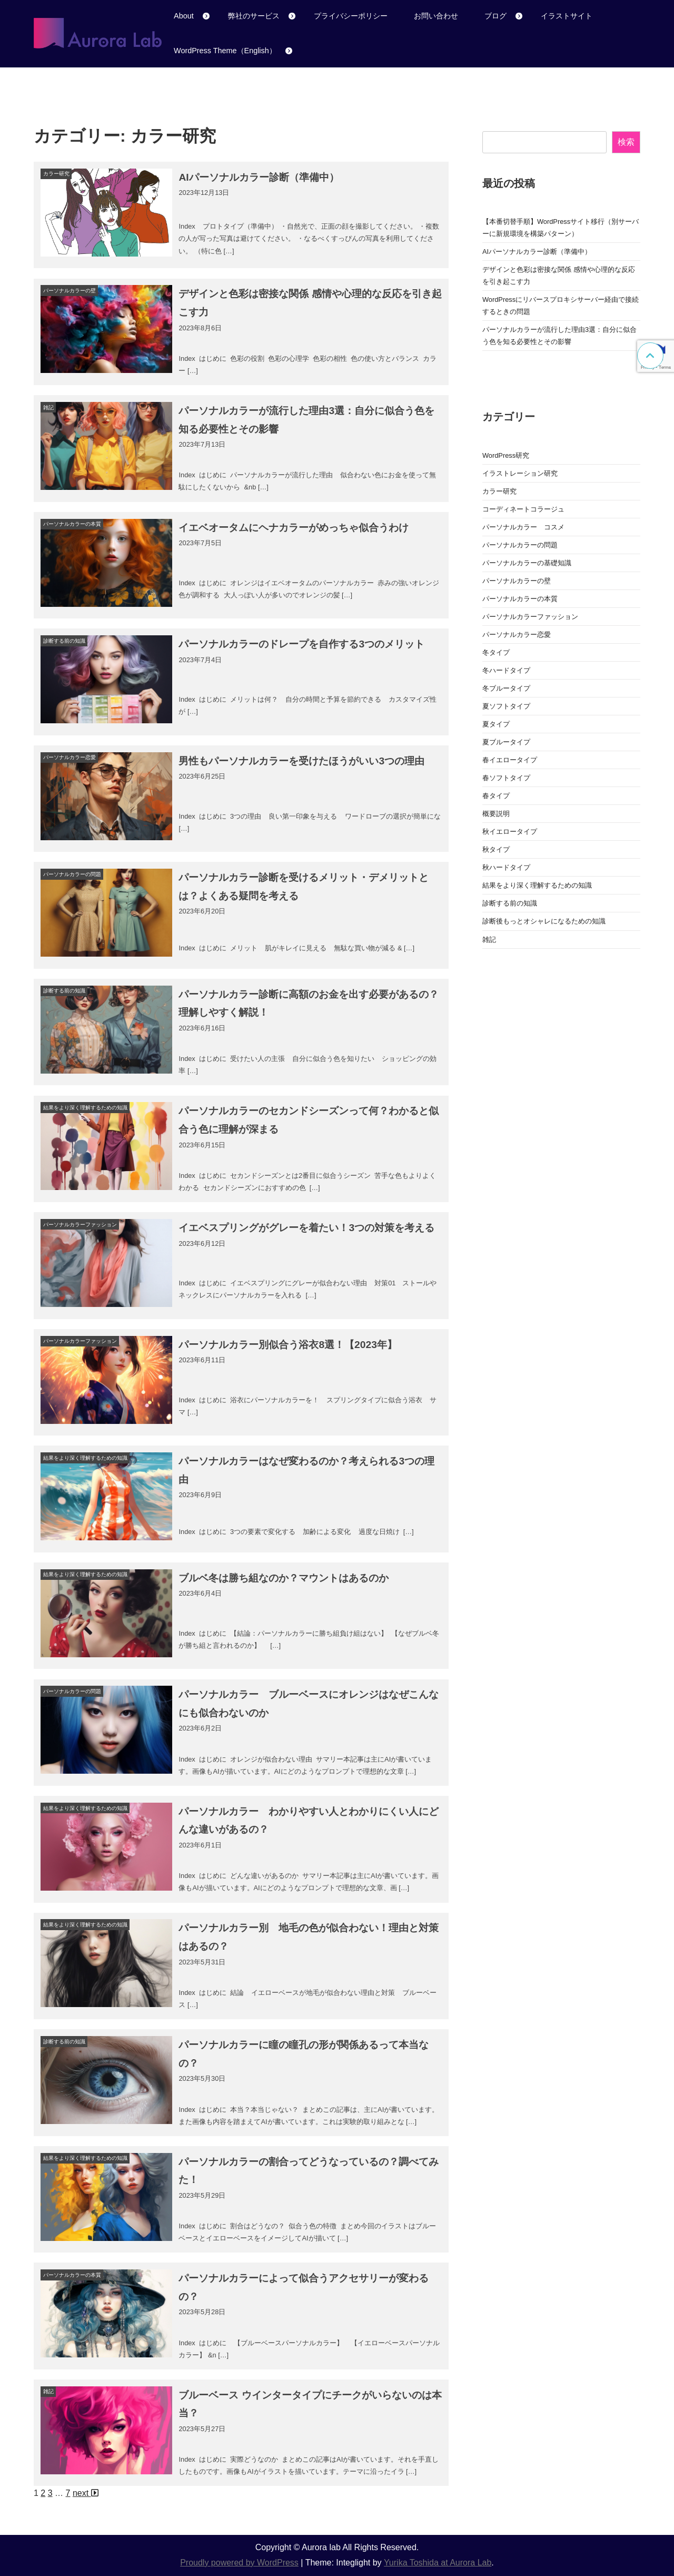 Aurora Lab
About
弊社のサービス
プライバシーポリシー
お問い合わせ
ブログ
イラストサイト
WordPress Theme（English）
カテゴリー: カラー研究
カラー研究
AIパーソナルカラー診断（準備中）
2023年12月13日
Index　プロトタイプ（準備中） ・自然光で、正面の顔を撮影してください。 ・複数
の人が写った写真は避けてください。 ・なるべくすっぴんの写真を利用してくださ
い。 （特に色 […]
パーソナルカラーの壁
デザインと色彩は密接な関係 感情や心理的な反応を引き起
こす力
2023年8月6日
Index はじめに 色彩の役割 色彩の心理学 色彩の相性 色の使い方とバランス カラ
ー […]
雑記
パーソナルカラーが流行した理由3選：自分に似合う色を
知る必要性とその影響
2023年7月13日
Index はじめに パーソナルカラーが流行した理由　似合わない色にお金を使って無
駄にしたくないから &nb […]
パーソナルカラーの本質
イエベオータムにヘナカラーがめっちゃ似合うわけ
2023年7月5日
Index はじめに オレンジはイエベオータムのパーソナルカラー 赤みの強いオレンジ
色が調和する 大人っぽい人が多いのでオレンジの髪 […]
診断する前の知識
パーソナルカラーのドレープを自作する3つのメリット
2023年7月4日
Index はじめに メリットは何？　自分の時間と予算を節約できる　カスタマイズ性
が […]
パーソナルカラー恋愛
男性もパーソナルカラーを受けたほうがいい3つの理由
2023年6月25日
Index はじめに 3つの理由　良い第一印象を与える　ワードローブの選択が簡単にな
[…]
パーソナルカラーの問題
パーソナルカラー診断を受けるメリット・デメリットと
は？よくある疑問を考える
2023年6月20日
Index はじめに メリット　肌がキレイに見える　無駄な買い物が減る & […]
診断する前の知識
パーソナルカラー診断に高額のお金を出す必要があるの？
理解しやすく解説！
2023年6月16日
Index はじめに 受けたい人の主張　自分に似合う色を知りたい　ショッピングの効
率 […]
結果をより深く理解するための知識
パーソナルカラーのセカンドシーズンって何？わかると似
合う色に理解が深まる
2023年6月15日
Index はじめに セカンドシーズンとは2番目に似合うシーズン 苦手な色もよりよく
わかる セカンドシーズンにおすすめの色 […]
パーソナルカラーファッション
イエベスプリングがグレーを着たい！3つの対策を考える
2023年6月12日
Index はじめに イエベスプリングにグレーが似合わない理由　対策01　ストールや
ネックレスにパーソナルカラーを入れる […]
パーソナルカラーファッション
パーソナルカラー別似合う浴衣8選！【2023年】
2023年6月11日
Index はじめに 浴衣にパーソナルカラーを！　スプリングタイプに似合う浴衣　サ
マ […]
結果をより深く理解するための知識
パーソナルカラーはなぜ変わるのか？考えられる3つの理
由
2023年6月9日
Index はじめに 3つの要素で変化する　加齢による変化　過度な日焼け […]
結果をより深く理解するための知識
ブルベ冬は勝ち組なのか？マウントはあるのか
2023年6月4日
Index はじめに 【結論：パーソナルカラーに勝ち組負け組はない】 【なぜブルベ冬
が勝ち組と言われるのか】　 […]
パーソナルカラーの問題
パーソナルカラー　ブルーベースにオレンジはなぜこんな
にも似合わないのか
2023年6月2日
Index はじめに オレンジが似合わない理由 サマリー本記事は主にAIが書いていま
す。画像もAIが描いています。AIにどのようなプロンプトで理想的な文章 […]
結果をより深く理解するための知識
パーソナルカラー　わかりやすい人とわかりにくい人にど
んな違いがあるの？
2023年6月1日
Index はじめに どんな違いがあるのか サマリー本記事は主にAIが書いています。画
像もAIが描いています。AIにどのようなプロンプトで理想的な文章、画 […]
結果をより深く理解するための知識
パーソナルカラー別　地毛の色が似合わない！理由と対策
はあるの？
2023年5月31日
Index はじめに 結論　イエローベースが地毛が似合わない理由と対策　ブルーベー
ス […]
診断する前の知識
パーソナルカラーに瞳の瞳孔の形が関係あるって本当な
の？
2023年5月30日
Index はじめに 本当？本当じゃない？ まとめこの記事は、主にAIが書いています。
また画像も内容を踏まえてAIが書いています。これは実験的取り組みとな […]
結果をより深く理解するための知識
パーソナルカラーの割合ってどうなっているの？調べてみ
た！
2023年5月29日
Index はじめに 割合はどうなの？ 似合う色の特徴 まとめ今回のイラストはブルー
ベースとイエローベースをイメージしてAIが描いて […]
パーソナルカラーの本質
パーソナルカラーによって似合うアクセサリーが変わる
の？
2023年5月28日
Index はじめに　【ブルーベースパーソナルカラー】　【イエローベースパーソナル
カラー】 &n […]
雑記
ブルーベース ウインタータイプにチークがいらないのは本
当？
2023年5月27日
Index はじめに 実際どうなのか まとめこの記事はAIが書いています。それを手直し
したものです。画像もAIがイラストを描いています。テーマに沿ったイラ […]
1 2 3 … 7 next
検索
最近の投稿
【本番切替手順】WordPressサイト移行（別サーバ
ーに新規環境を構築パターン）
AIパーソナルカラー診断（準備中）
デザインと色彩は密接な関係 感情や心理的な反応
を引き起こす力
WordPressにリバースプロキシサーバー経由で接続
するときの問題
パーソナルカラーが流行した理由3選：自分に似合
う色を知る必要性とその影響
カテゴリー
WordPress研究
イラストレーション研究
カラー研究
コーディネートコラージュ
パーソナルカラー　コスメ
パーソナルカラーの問題
パーソナルカラーの基礎知識
パーソナルカラーの壁
パーソナルカラーの本質
パーソナルカラーファッション
パーソナルカラー恋愛
冬タイプ
冬ハードタイプ
冬ブルータイプ
夏ソフトタイプ
夏タイプ
夏ブルータイプ
春イエロータイプ
春ソフトタイプ
春タイプ
概要説明
秋イエロータイプ
秋タイプ
秋ハードタイプ
結果をより深く理解するための知識
診断する前の知識
診断後もっとオシャレになるための知識
雑記
Copyright © Aurora lab All Rights Reserved.
Proudly powered by WordPress | Theme: Integlight by Yurika Toshida at Aurora Lab.